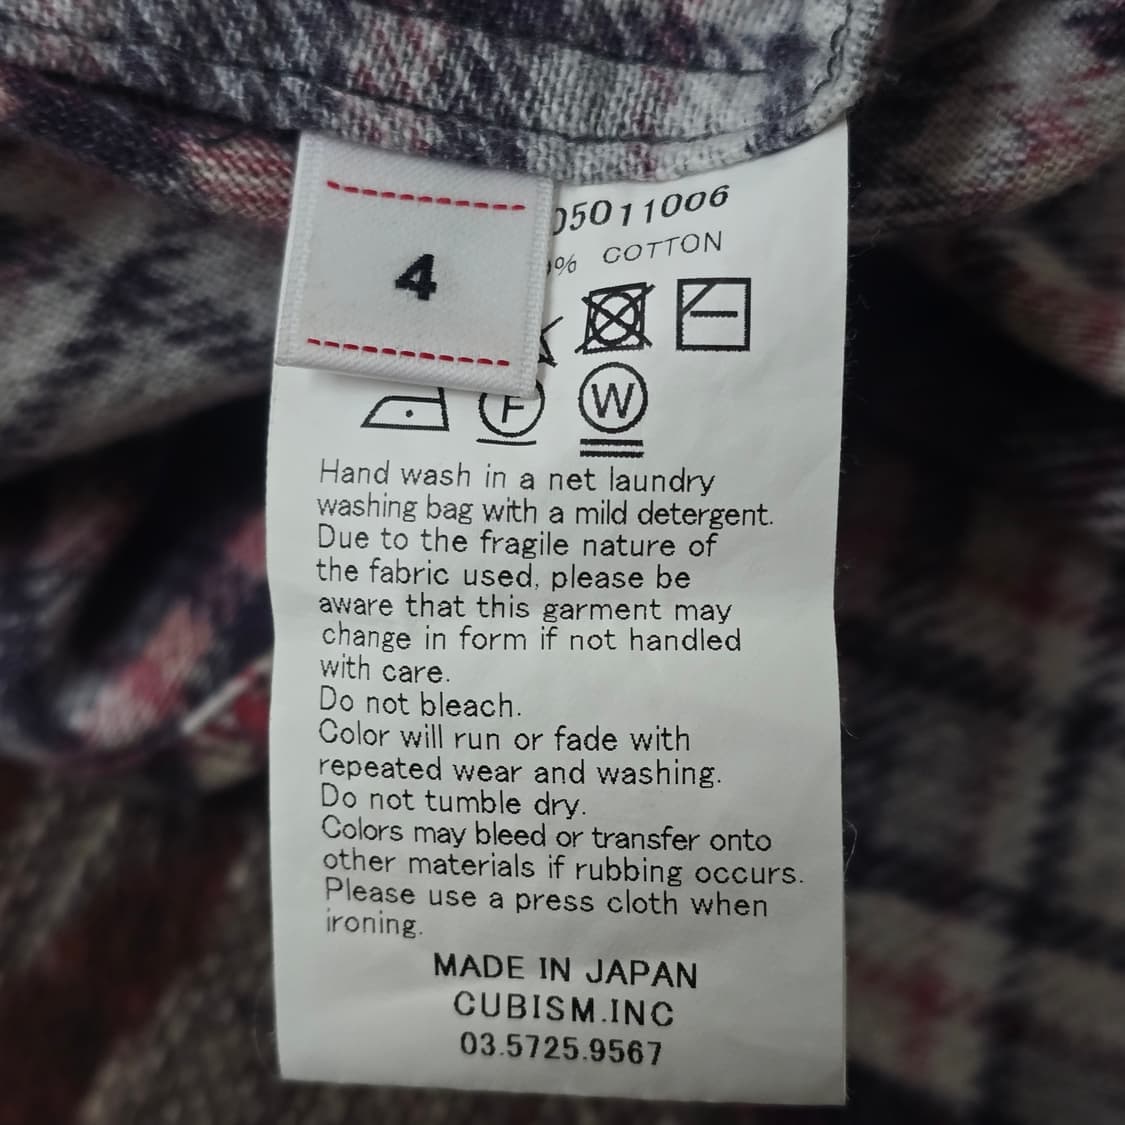 4
05011006
% COTTON
F
W
Hand wash in a net laundry
washing bag with a mild detergent.
Due to the fragile nature of
the fabric used, please be
aware that this garment may
change in form if not handled
with care.
Do not bleach.
Color will run or fade with
repeated wear and washing.
Do not tumble dry.
Colors may bleed or transfer onto
other materials if rubbing occurs.
Please use a press cloth when
ironing.
MADE IN JAPAN
CUBISM.INC
03.5725.9567